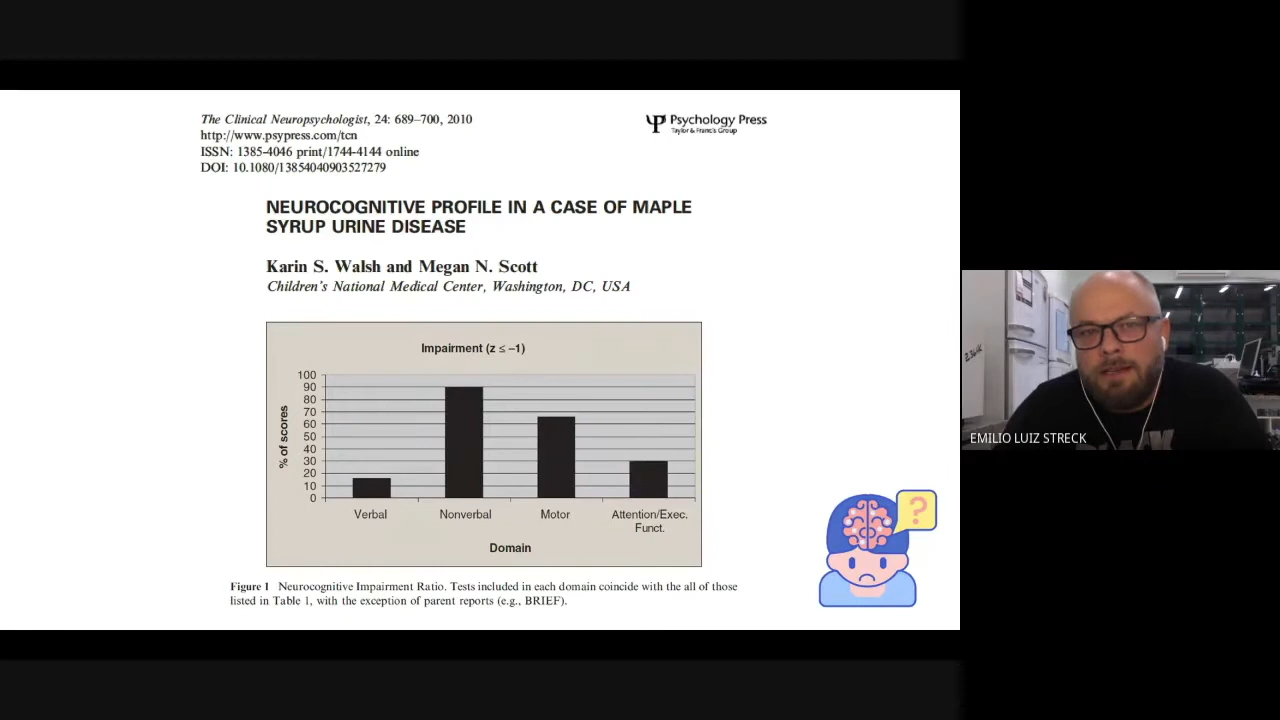 The Clinical Neuropsychologist, 24: 689–700, 2010
http://www.psypress.com/tcn
ISSN: 1385-4046 print/1744-4144 online
DOI: 10.1080/13854040903527279
Psychology Press
Taylor & Francis Group
NEUROCOGNITIVE PROFILE IN A CASE OF MAPLE
SYRUP URINE DISEASE
Karin S. Walsh and Megan N. Scott
Children's National Medical Center, Washington, DC, USA
Impairment (z ≤ –1)
% of scores
100
90
80
70
60
50
40
30
20
10
0
Verbal
Nonverbal
Motor
Attention/Exec.
Funct.
Domain
Figure 1 Neurocognitive Impairment Ratio. Tests included in each domain coincide with the all of those
listed in Table 1, with the exception of parent reports (e.g., BRIEF).
?
EMILIO LUIZ STRECK